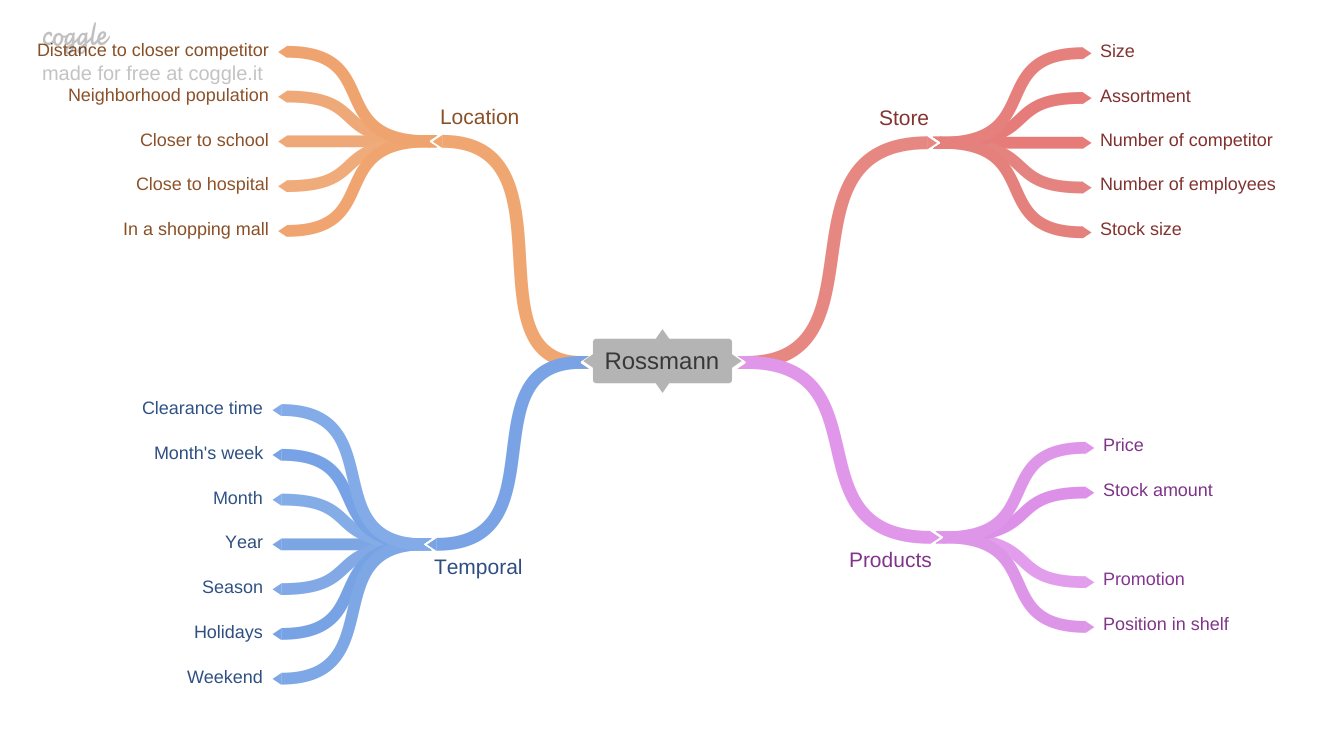 coggle
made for free at coggle.it
Distance to closer competitor
Neighborhood population
Closer to school
Close to hospital
In a shopping mall
Location
Store
Size
Assortment
Number of competitor
Number of employees
Stock size
Rossmann
Clearance time
Month's week
Month
Year
Season
Holidays
Weekend
Temporal
Products
Price
Stock amount
Promotion
Position in shelf